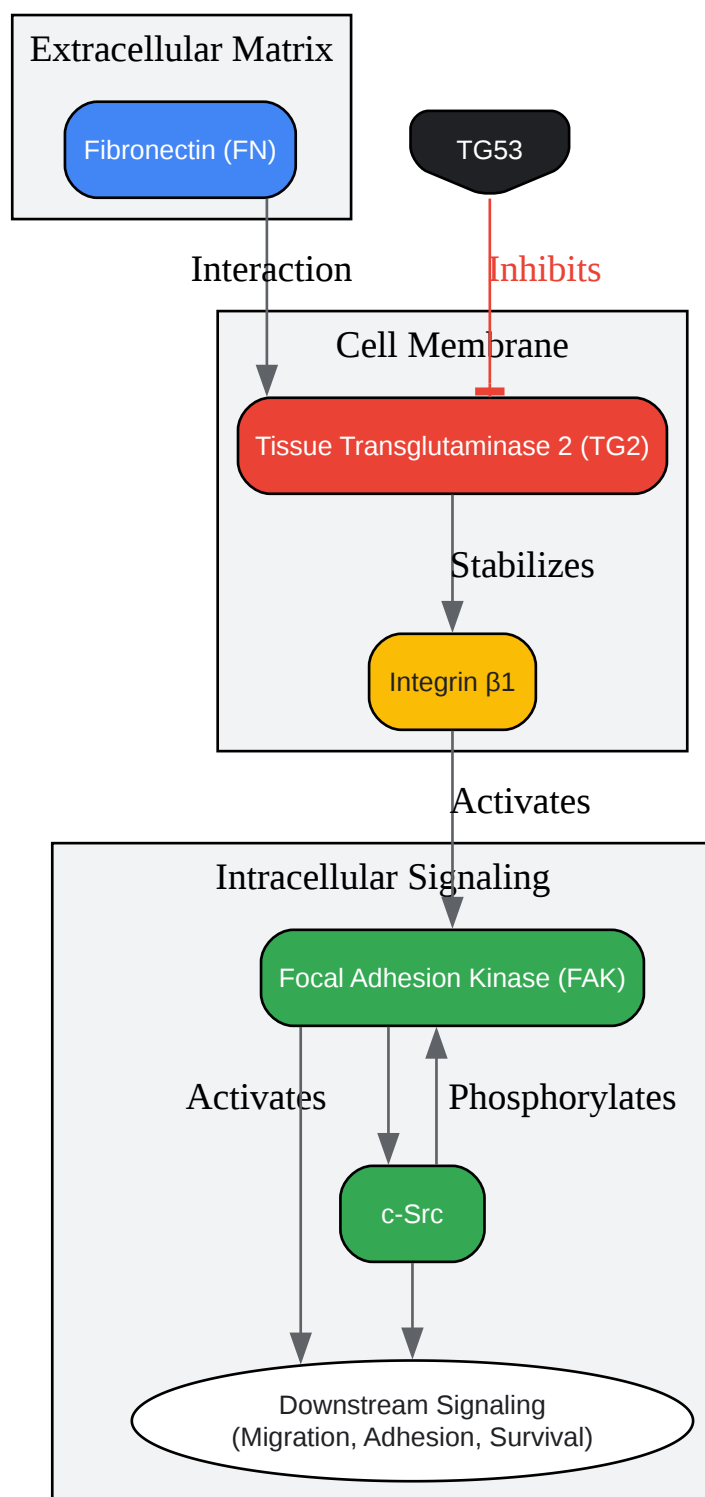 Extracellular Matrix
Fibronectin (FN)
TG53
Interaction
Inhibits
Cell Membrane
Tissue Transglutaminase 2 (TG2)
Stabilizes
Integrin β1
Activates
Intracellular Signaling
Focal Adhesion Kinase (FAK)
Activates
Phosphorylates
c-Src
Downstream Signaling
(Migration, Adhesion, Survival)